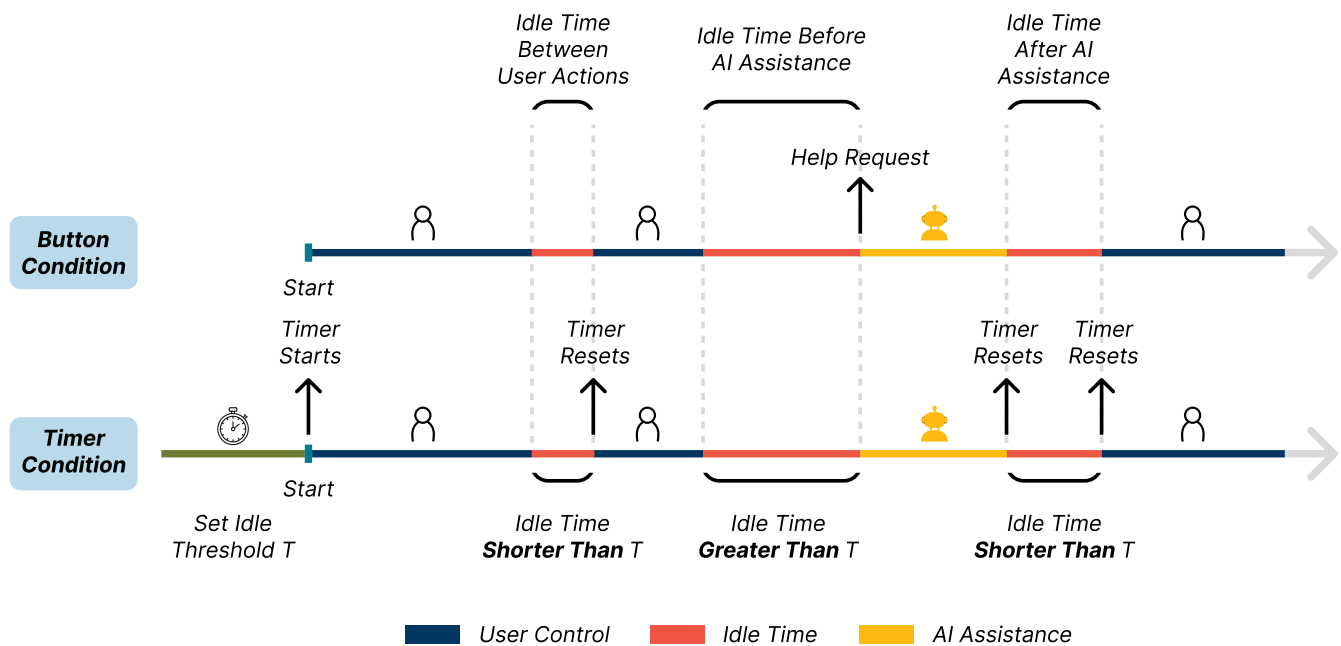 Idle Time
Between
User Actions
Idle Time Before
AI Assistance
Idle Time
After AI
Assistance
Help Request
Button
Condition
Start
Timer
Starts
Timer
Resets
Timer
Resets
Timer
Resets
Timer
Condition
Start
Set Idle
Threshold T
Idle Time
Shorter Than T
Idle Time
Greater Than T
Idle Time
Shorter Than T
User Control
Idle Time
AI Assistance